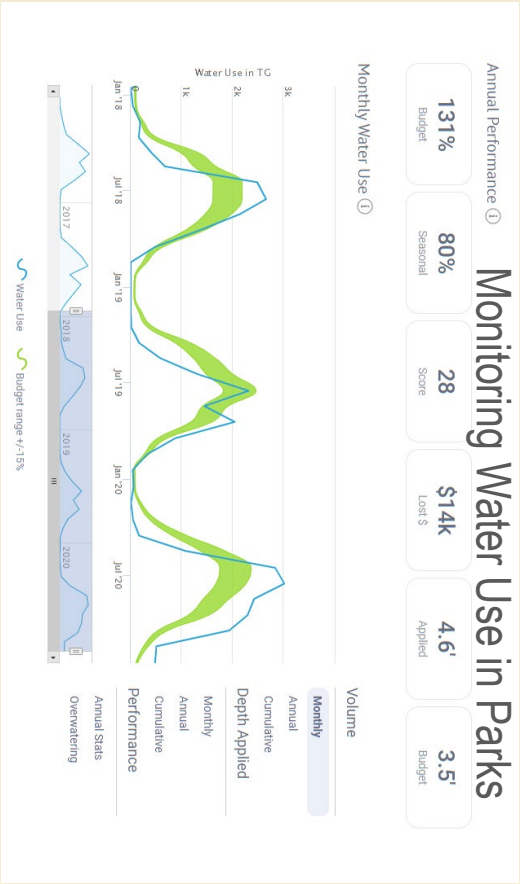 Monitoring Water Use in Parks
Annual Performance i
131%
Budget
80%
Seasonal
28
Score
$14k
Lost $
4.6'
Applied
3.5'
Budget
Monthly Water Use i
Water Use in TG
3k
2k
1k
0
Jan '18
Jul '18
Jan '19
Jul '19
Jan '20
Jul '20
2017
2018
2019
2020
Water Use
Budget range +/-15%
Volume
Monthly
Annual
Cumulative
Depth Applied
Monthly
Annual
Cumulative
Performance
Annual Stats
Overwatering